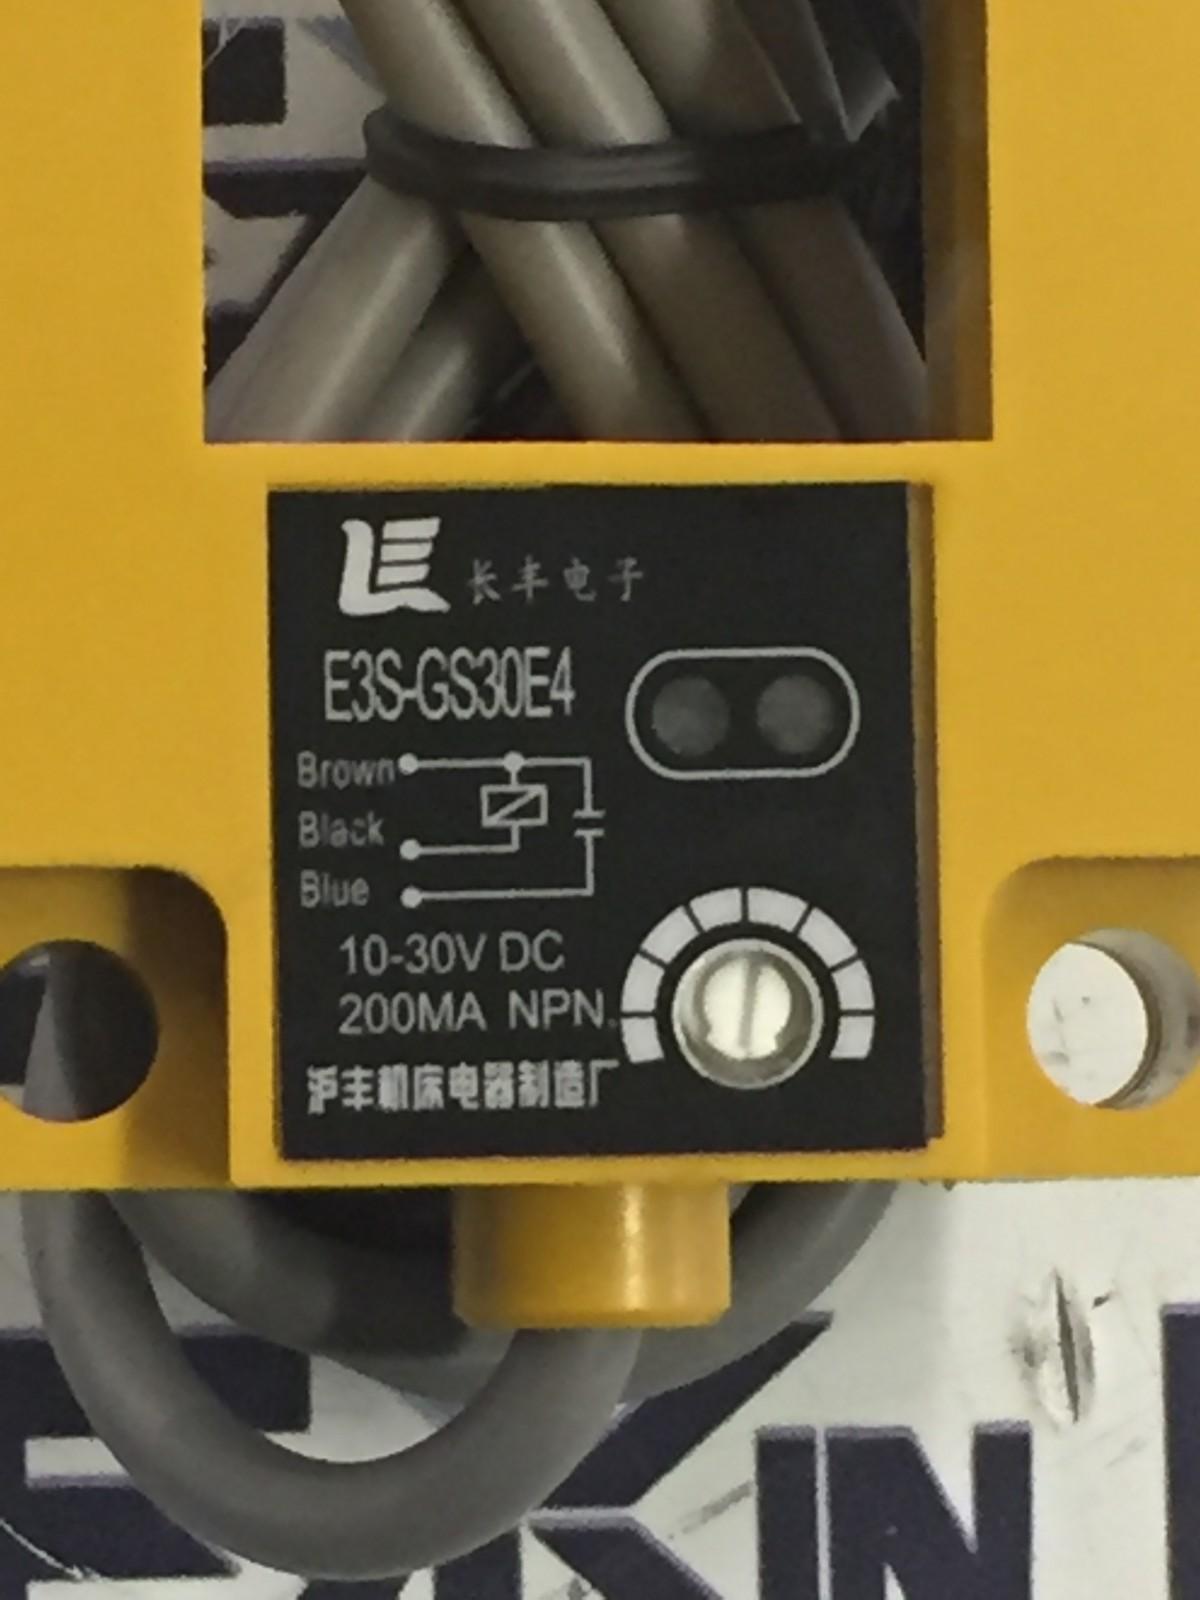 长丰电子
E3S-GS30E4
Brown
Black
Blue
10-30V DC
200MA NPN.
沪丰机床电器制造厂
KIN